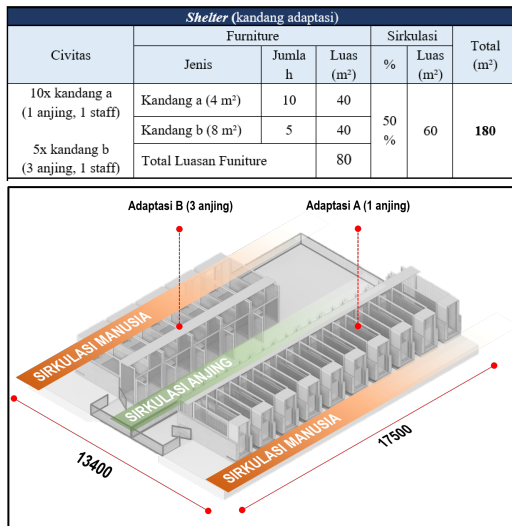 Shelter (kandang adaptasi)
Civitas Furniture Sirkulasi Total (m²)
Jenis Jumla h Luas (m²) % Luas (m²)
10x kandang a (1 anjing, 1 staff) Kandang a (4 m²) 10 40 50 % 60 180
5x kandang b (3 anjing, 1 staff) Kandang b (8 m²) 5 40
Total Luasan Funiture 80
Adaptasi B (3 anjing) Adaptasi A (1 anjing)
SIRKULASI MANUSIA
SIRKULASI ANJING
SIRKULASI MANUSIA
13400
17500